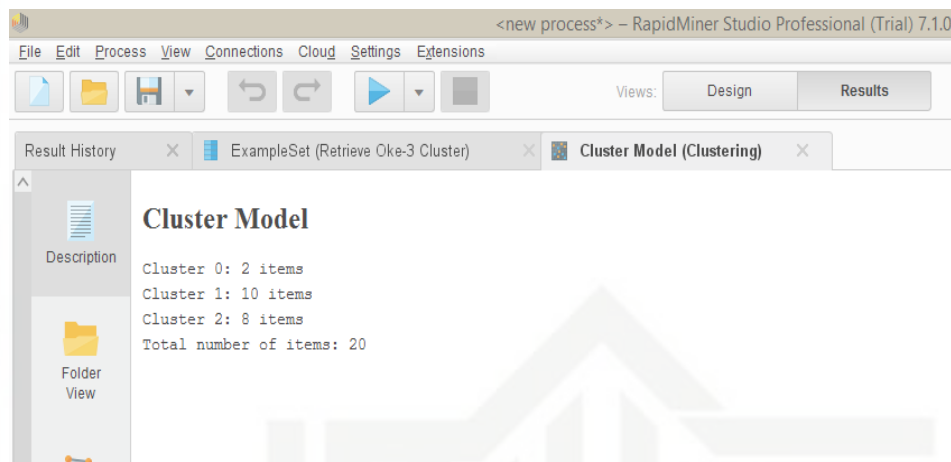 <new process*> – RapidMiner Studio Professional (Trial) 7.1.0
File Edit Process View Connections Cloud Settings Extensions
Views: Design Results
Result History ExampleSet (Retrieve Oke-3 Cluster) Cluster Model (Clustering)
Description
Cluster Model
Cluster 0: 2 items
Cluster 1: 10 items
Cluster 2: 8 items
Total number of items: 20
Folder
View